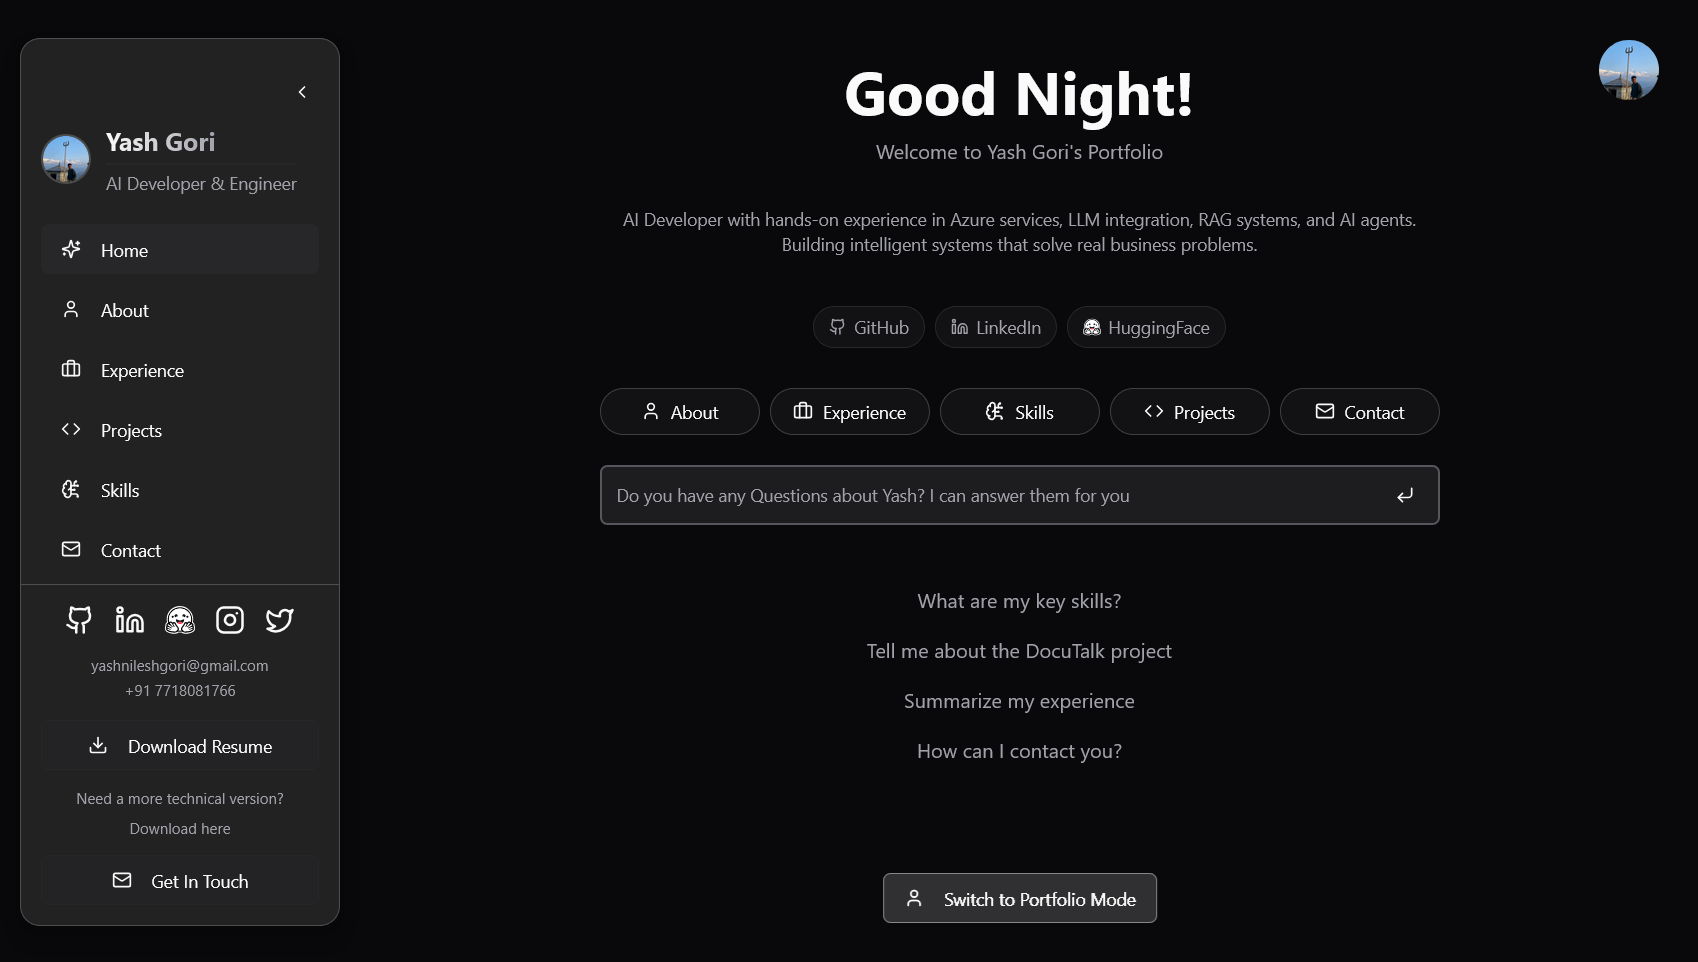 Yash Gori
AI Developer & Engineer
Home
About
Experience
Projects
Skills
Contact
yashnileshgori@gmail.com
+91 7718081766
Download Resume
Need a more technical version?
Download here
Get In Touch
Good Night!
Welcome to Yash Gori's Portfolio
AI Developer with hands-on experience in Azure services, LLM integration, RAG systems, and AI agents.
Building intelligent systems that solve real business problems.
GitHub LinkedIn HuggingFace
About Experience Skills Projects Contact
Do you have any Questions about Yash? I can answer them for you
What are my key skills?
Tell me about the DocuTalk project
Summarize my experience
How can I contact you?
Switch to Portfolio Mode